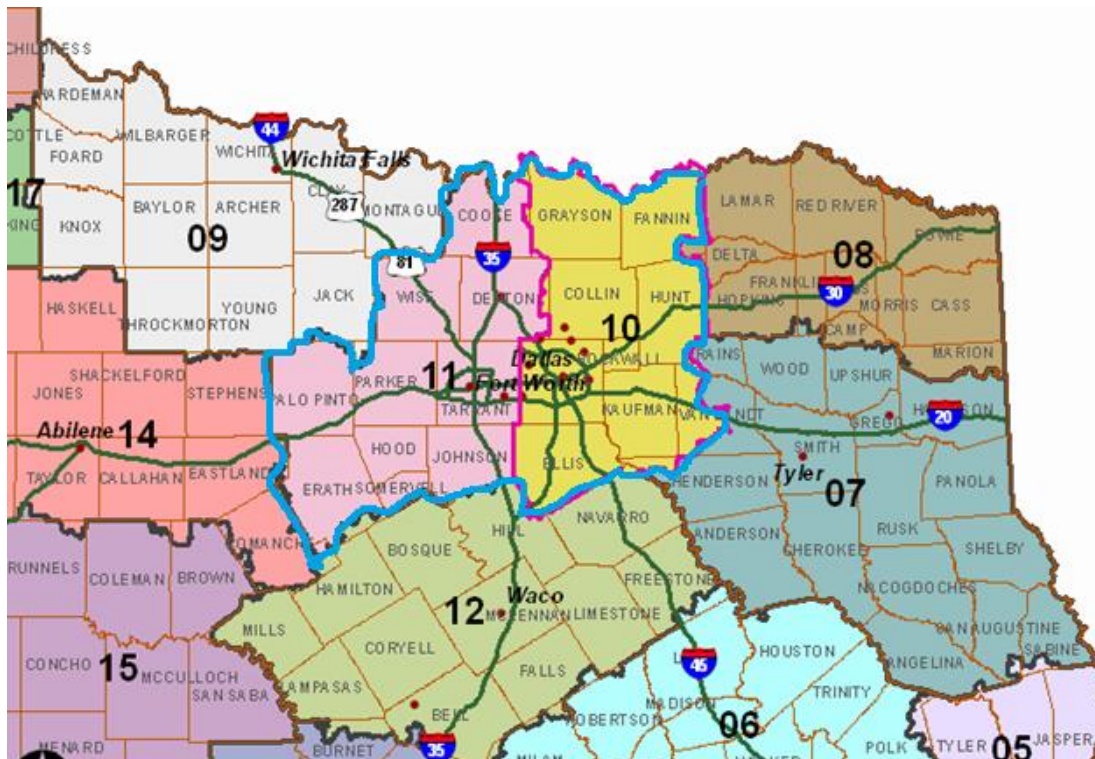 CHILDRESS
HARDEMAN
COTTLE
WILBARGER
44
FOARD
WICHITA
Wichita Falls
17
CLAY
LAMAR
RED RIVER
KING
KNOX
BAYLOR
ARCHER
287
MONTAGU
COOKE
GRAYSON
FANNIN
BOWIE
09
81
35
DELTA
08
JACK
WISE
DENTON
COLLIN
HUNT
FRANKLIN
30
HOPKINS
MORRIS
CASS
HASKELL
YOUNG
THROCKMORTON
10
CAMP
Dallas
ROCKWALL
RAINS
WOOD
UPSHUR
MARION
SHACKELFORD
STEPHENS
JONES
PARKER
11
Fort Worth
PALO PINTO
TARRANT
KAUFMAN
20
GREGG
Abilene
14
HOOD
JOHNSON
ELLIS
SMITH
TAYLOR
CALLAHAN
EASTLAND
Tyler
07
PANOLA
ERATH
SOMERVELL
HENDERSON
NAVARRO
HILL
ANDERSON
RUSK
COMANCHE
BOSQUE
CHEROKEE
SHELBY
RUNNELS
COLEMAN
BROWN
HAMILTON
FREESTONE
NACOGDOCHES
12
Waco
MCLENNAN
LIMESTONE
MILLS
SAN AUGUSTINE
CORYELL
HOUSTON
SABINE
CONCHO
15
MCCULLOCH
FALLS
45
ANGELINA
SAN SABA
LAMPASAS
TRINITY
BELL
MADISON
ROBERTSON
06
MENARD
BURNET
35
MILAM
POLK
TYLER
05
JASPER